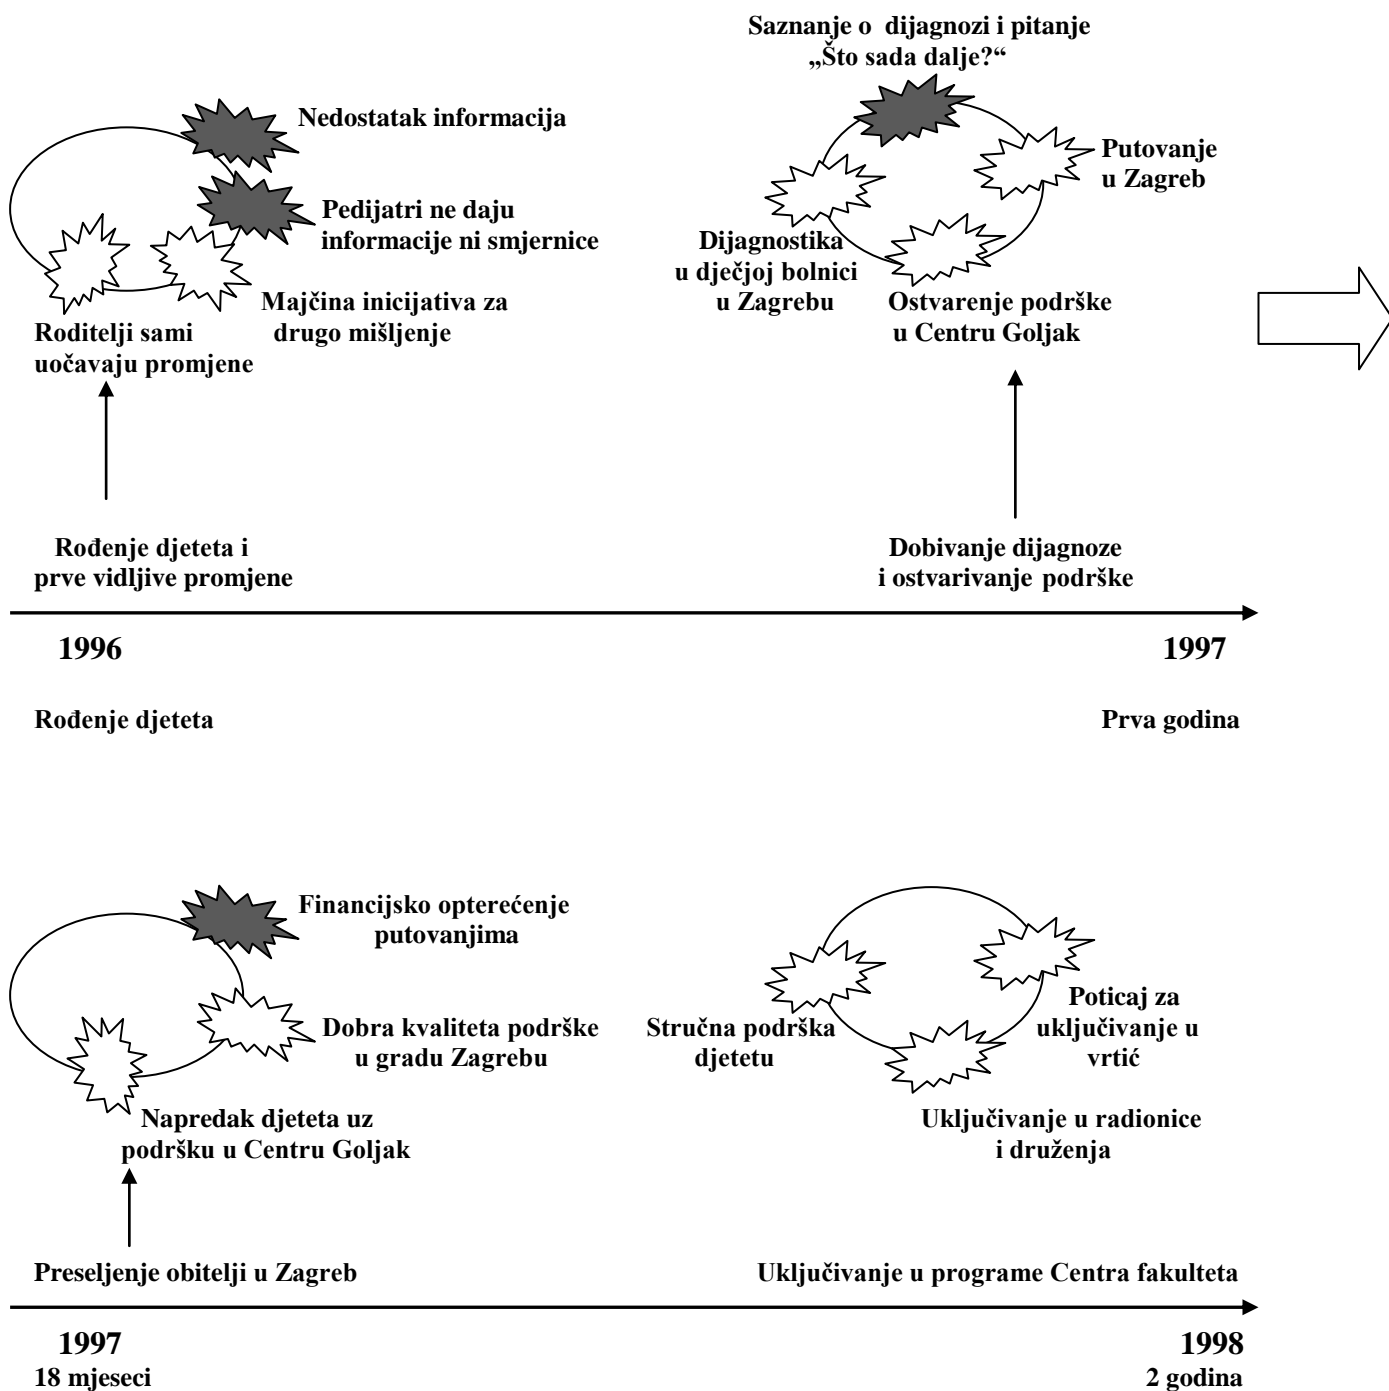 Saznanje o dijagnozi i pitanje
„Što sada dalje?“
Nedostatak informacija
Pedijatri ne daju
informacije ni smjernice
Majčina inicijativa za
drugo mišljenje
Roditelji sami
uočavaju promjene
Putovanje
u Zagreb
Dijagnostika
u dječjoj bolnici
u Zagrebu
Ostvarenje podrške
u Centru Goljak
Rođenje djeteta i
prve vidljive promjene
Dobivanje dijagnoze
i ostvarivanje podrške
1996
1997
Rođenje djeteta
Prva godina
Financijsko opterećenje
putovanjima
Dobra kvaliteta podrške
u gradu Zagrebu
Napredak djeteta uz
podršku u Centru Goljak
Stručna podrška
djetetu
Poticaj za
uključivanje u
vrtić
Uključivanje u radionice
i druženja
Preseljenje obitelji u Zagreb
Uključivanje u programe Centra fakulteta
1997
18 mjeseci
1998
2 godina